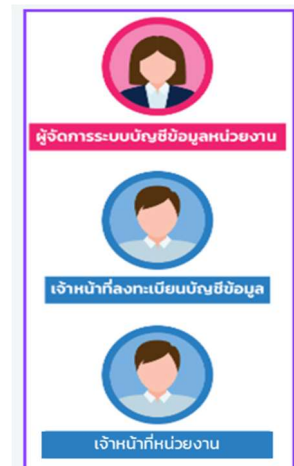 ผู้จัดการระบบบัญชีข้อมูลหน่วยงาน
เจ้าหน้าที่ลงทะเบียนบัญชีข้อมูล
เจ้าหน้าที่หน่วยงาน